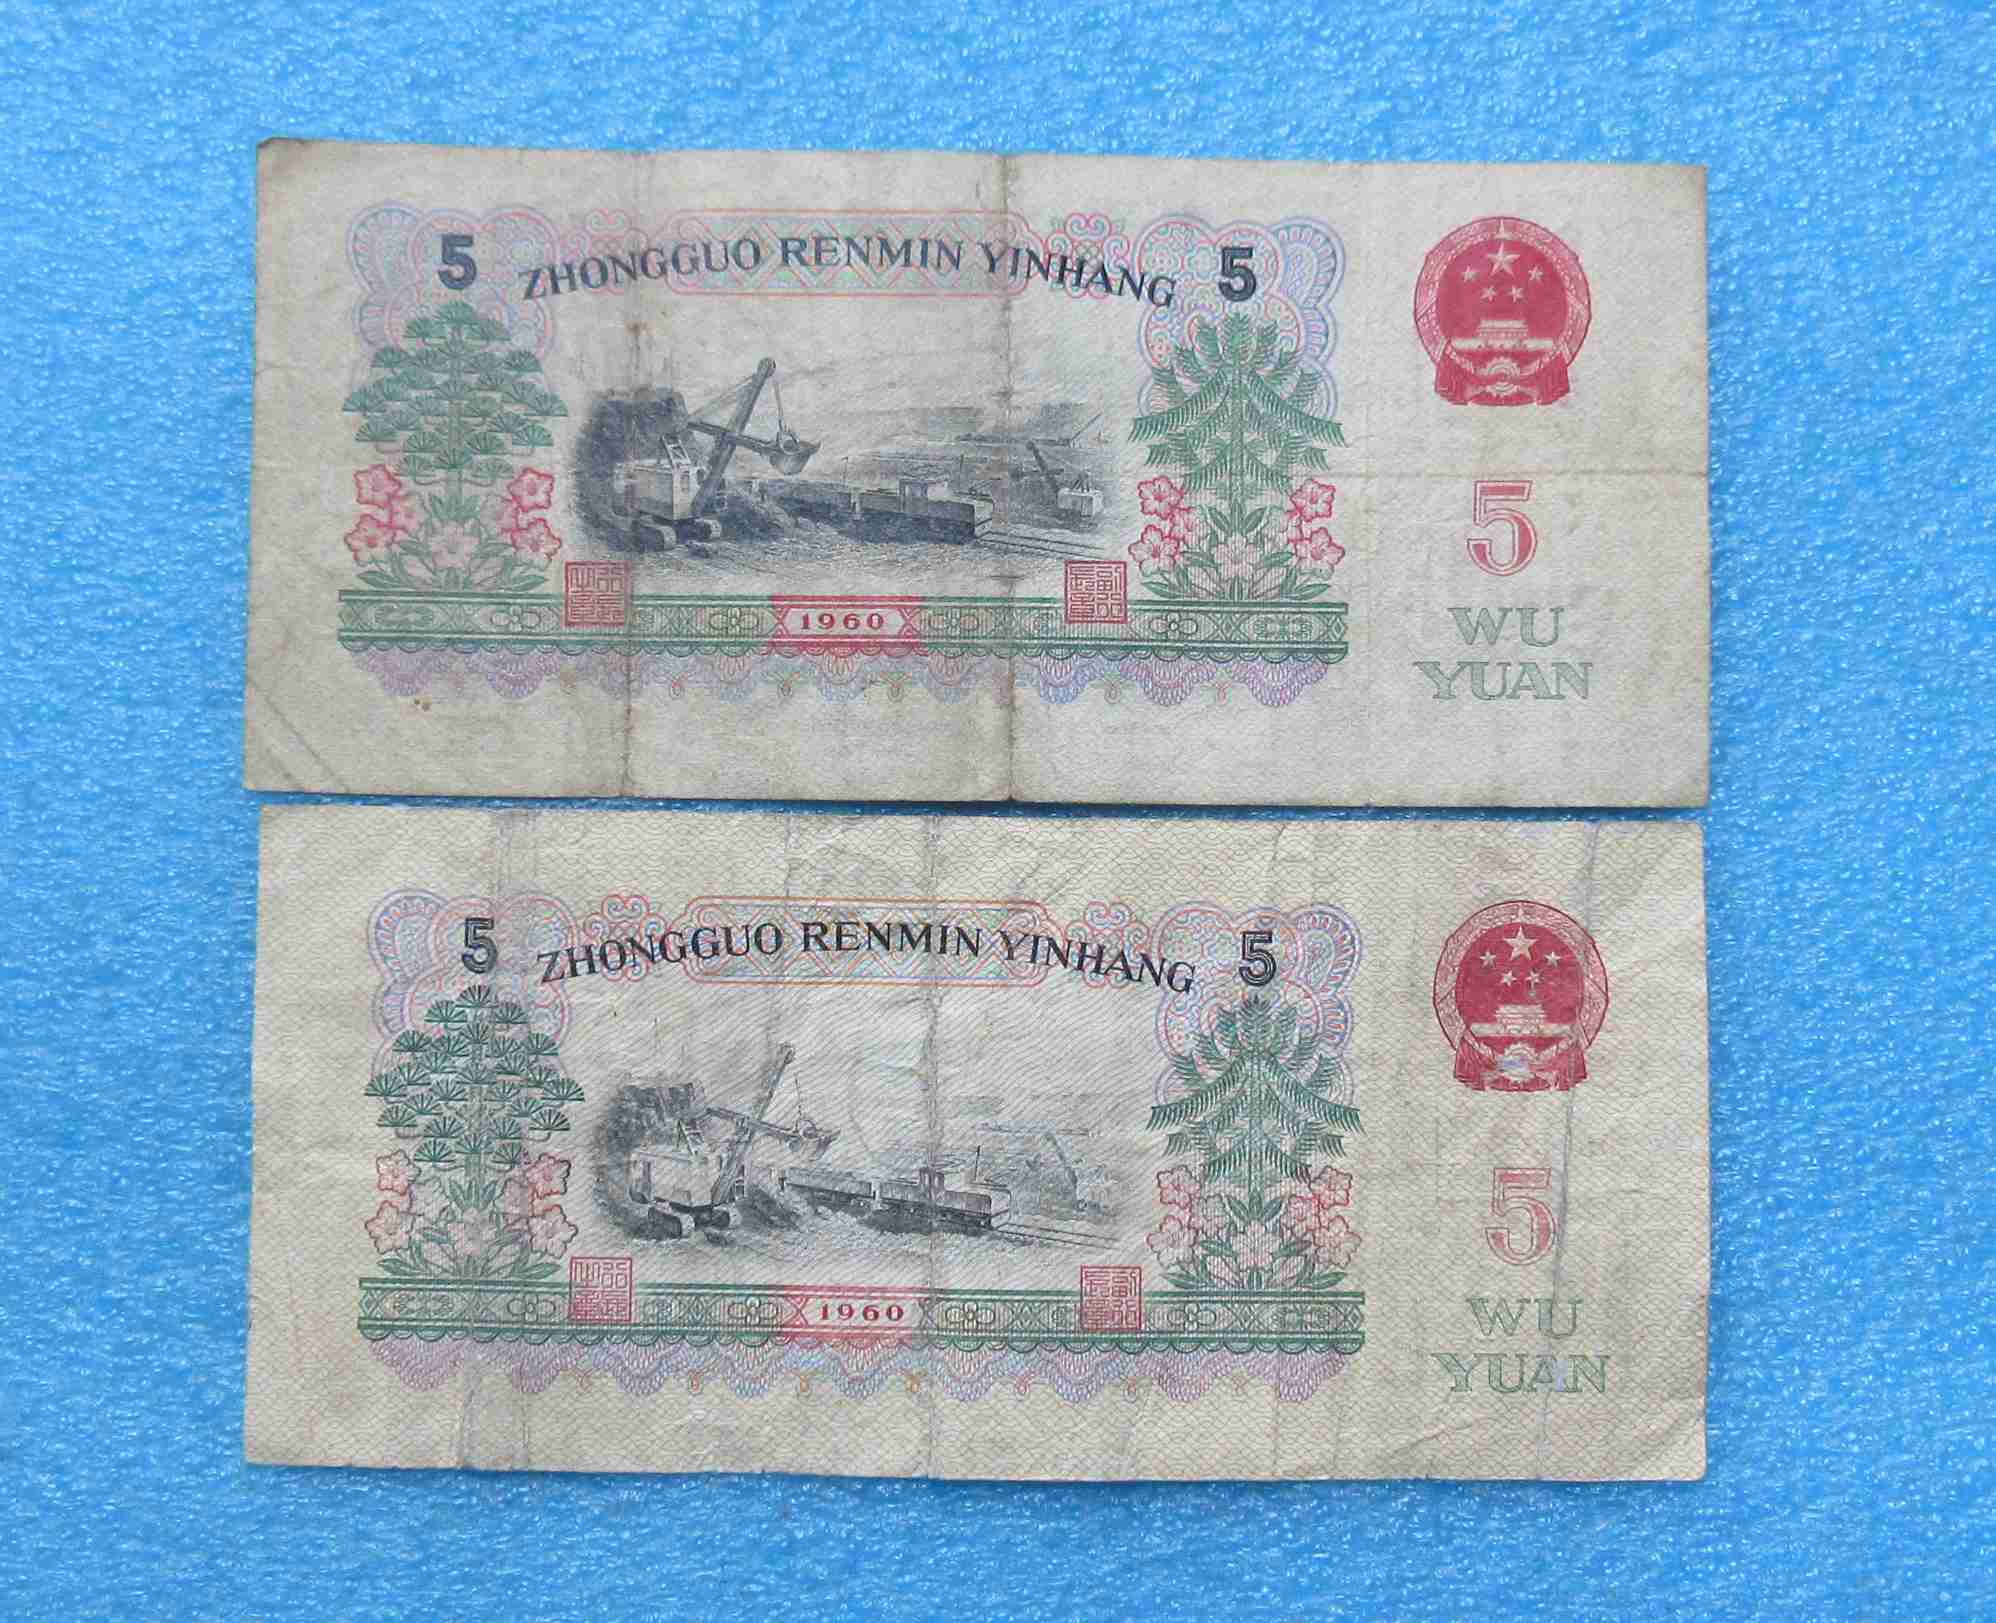 5 ZHONGGUO RENMIN YINHANG 5
5
1960
WU
YUAN
5 ZHONGGUO RENMIN YINHANG 5
5
1960
WU
YUAN